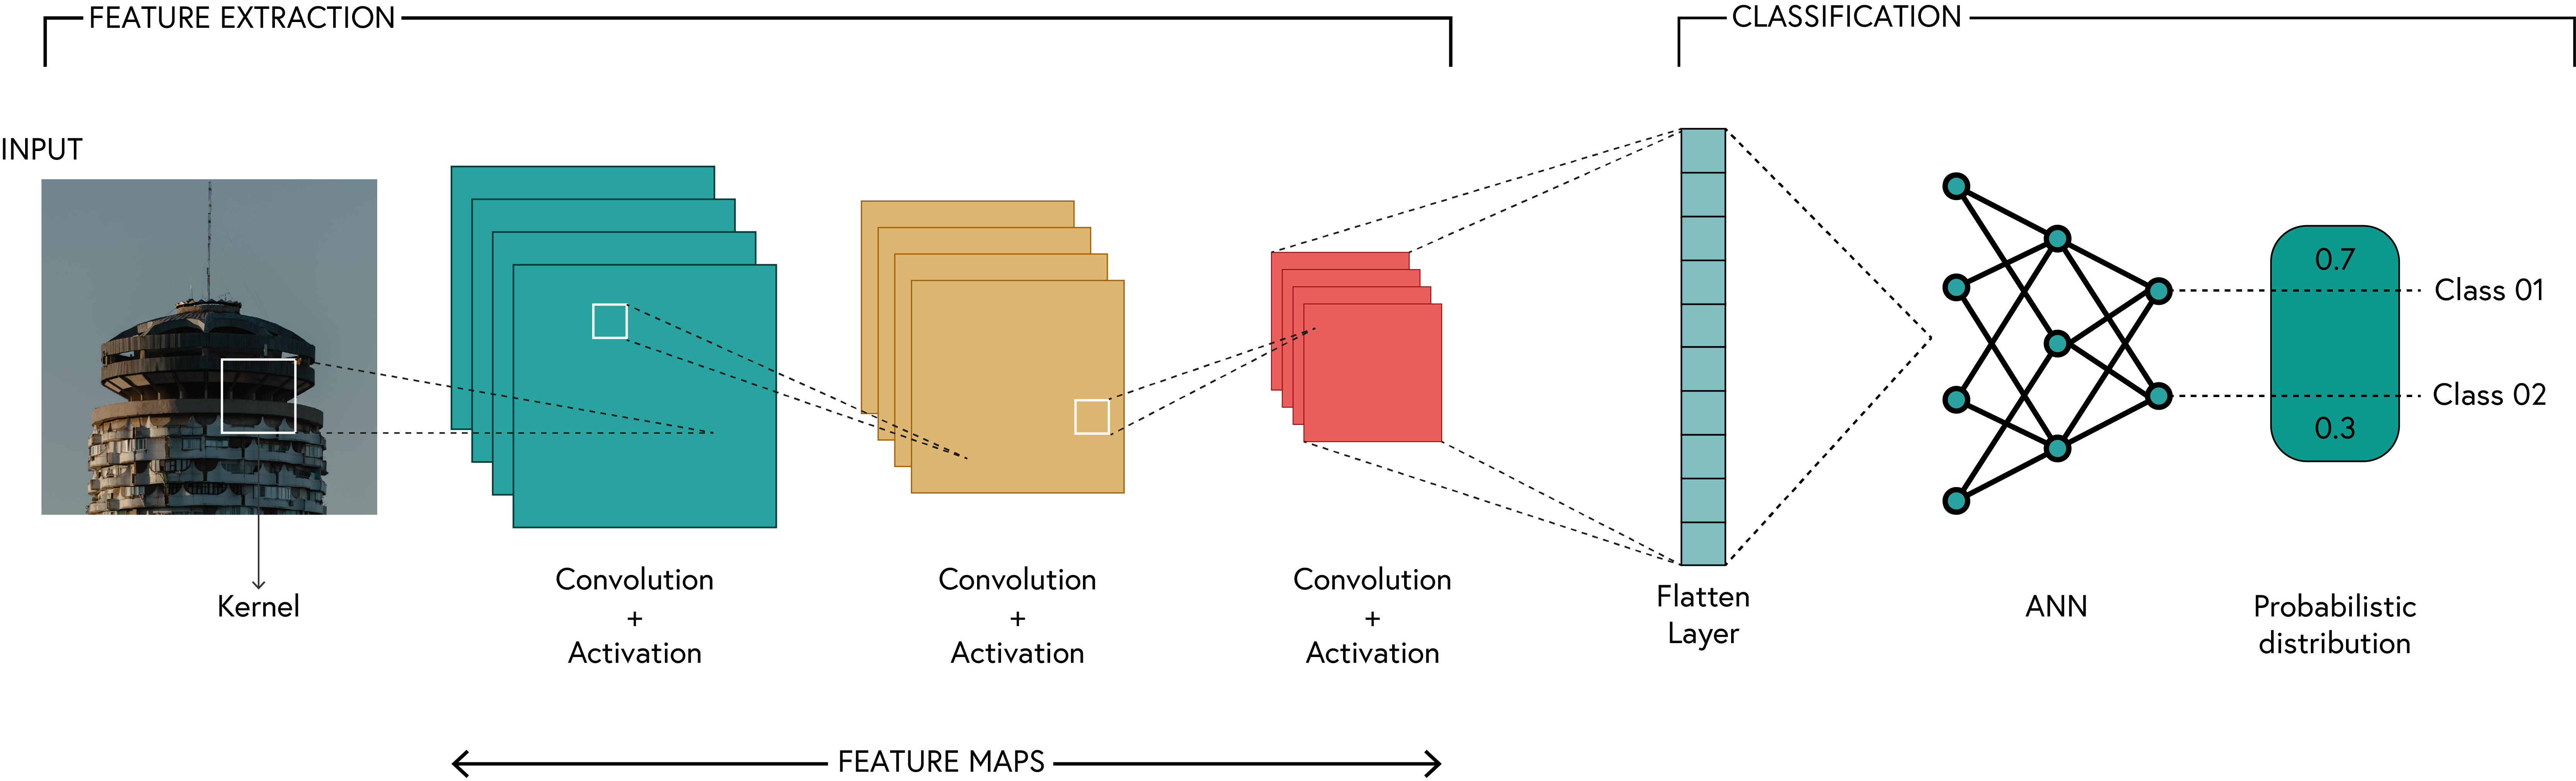 FEATURE EXTRACTION
CLASSIFICATION
INPUT
0.7
Class 01
Class 02
0.3
Kernel
Convolution
+
Activation
Convolution
+
Activation
Convolution
+
Activation
Flatten
Layer
ANN
Probabilistic
distribution
FEATURE MAPS